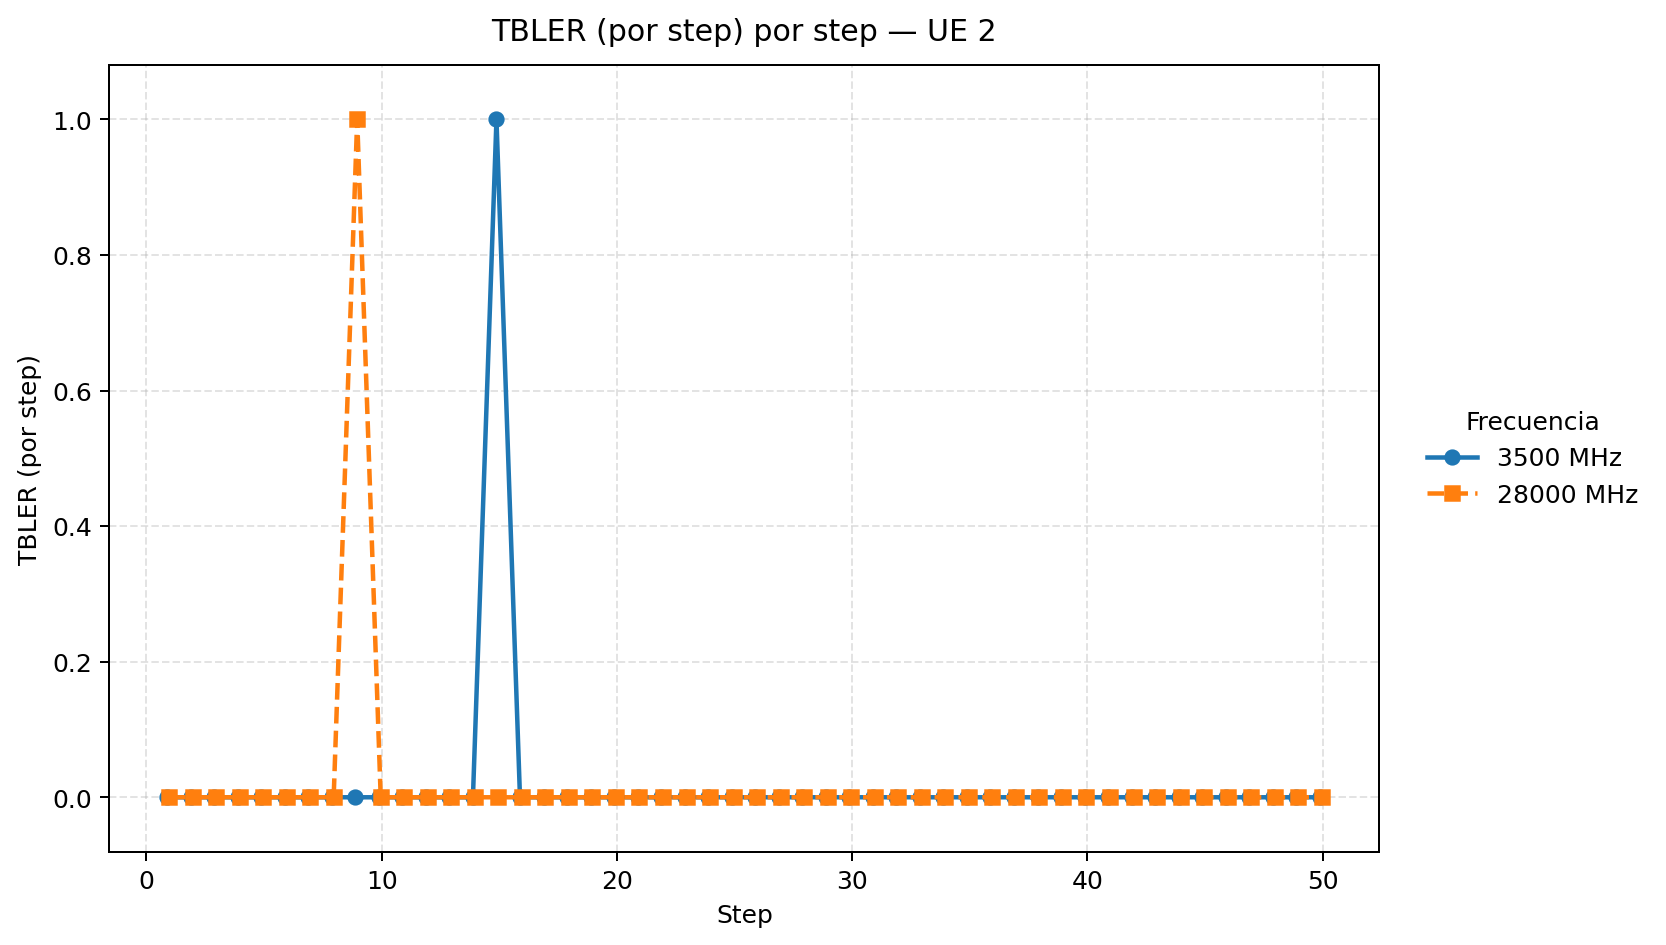 TBLER (por step) por step — UE 2
1.0
0.8
0.6
0.4
0.2
0.0
TBLER (por step)
0 10 20 30 40 50
Step
Frecuencia
3500 MHz
28000 MHz